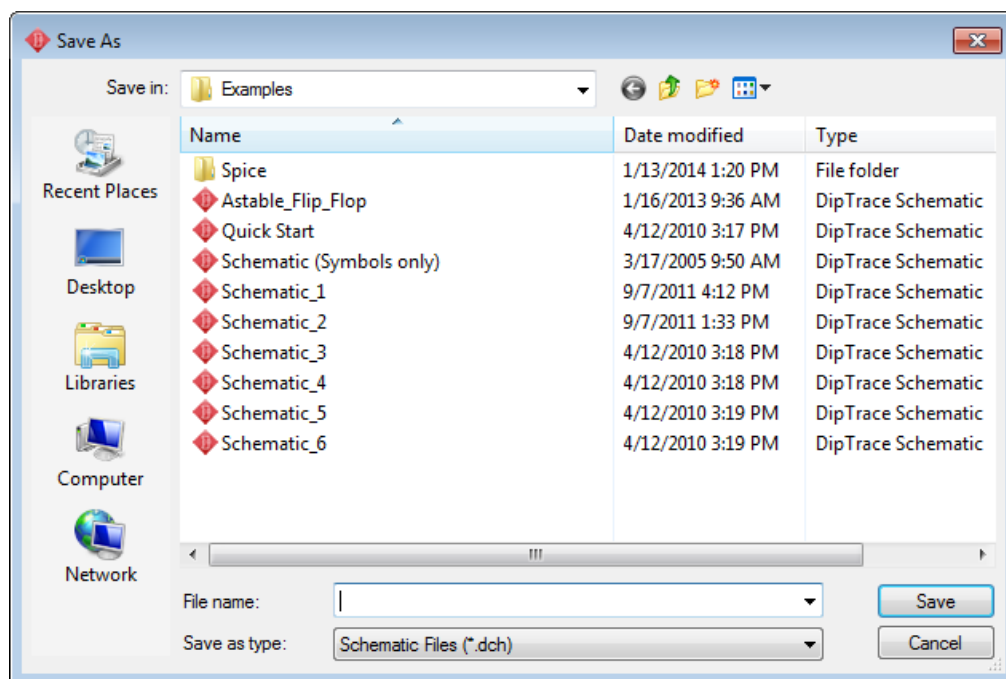 Save As
Save in: Examples
Name Date modified Type
Spice 1/13/2014 1:20 PM File folder
Astable_Flip_Flop 1/16/2013 9:36 AM DipTrace Schematic
Quick Start 4/12/2010 3:17 PM DipTrace Schematic
Schematic (Symbols only) 3/17/2005 9:50 AM DipTrace Schematic
Schematic_1 9/7/2011 4:12 PM DipTrace Schematic
Schematic_2 9/7/2011 1:33 PM DipTrace Schematic
Schematic_3 4/12/2010 3:18 PM DipTrace Schematic
Schematic_4 4/12/2010 3:18 PM DipTrace Schematic
Schematic_5 4/12/2010 3:19 PM DipTrace Schematic
Schematic_6 4/12/2010 3:19 PM DipTrace Schematic
Recent Places
Desktop
Libraries
Computer
Network
File name: Save
Save as type: Schematic Files (*.dch) Cancel